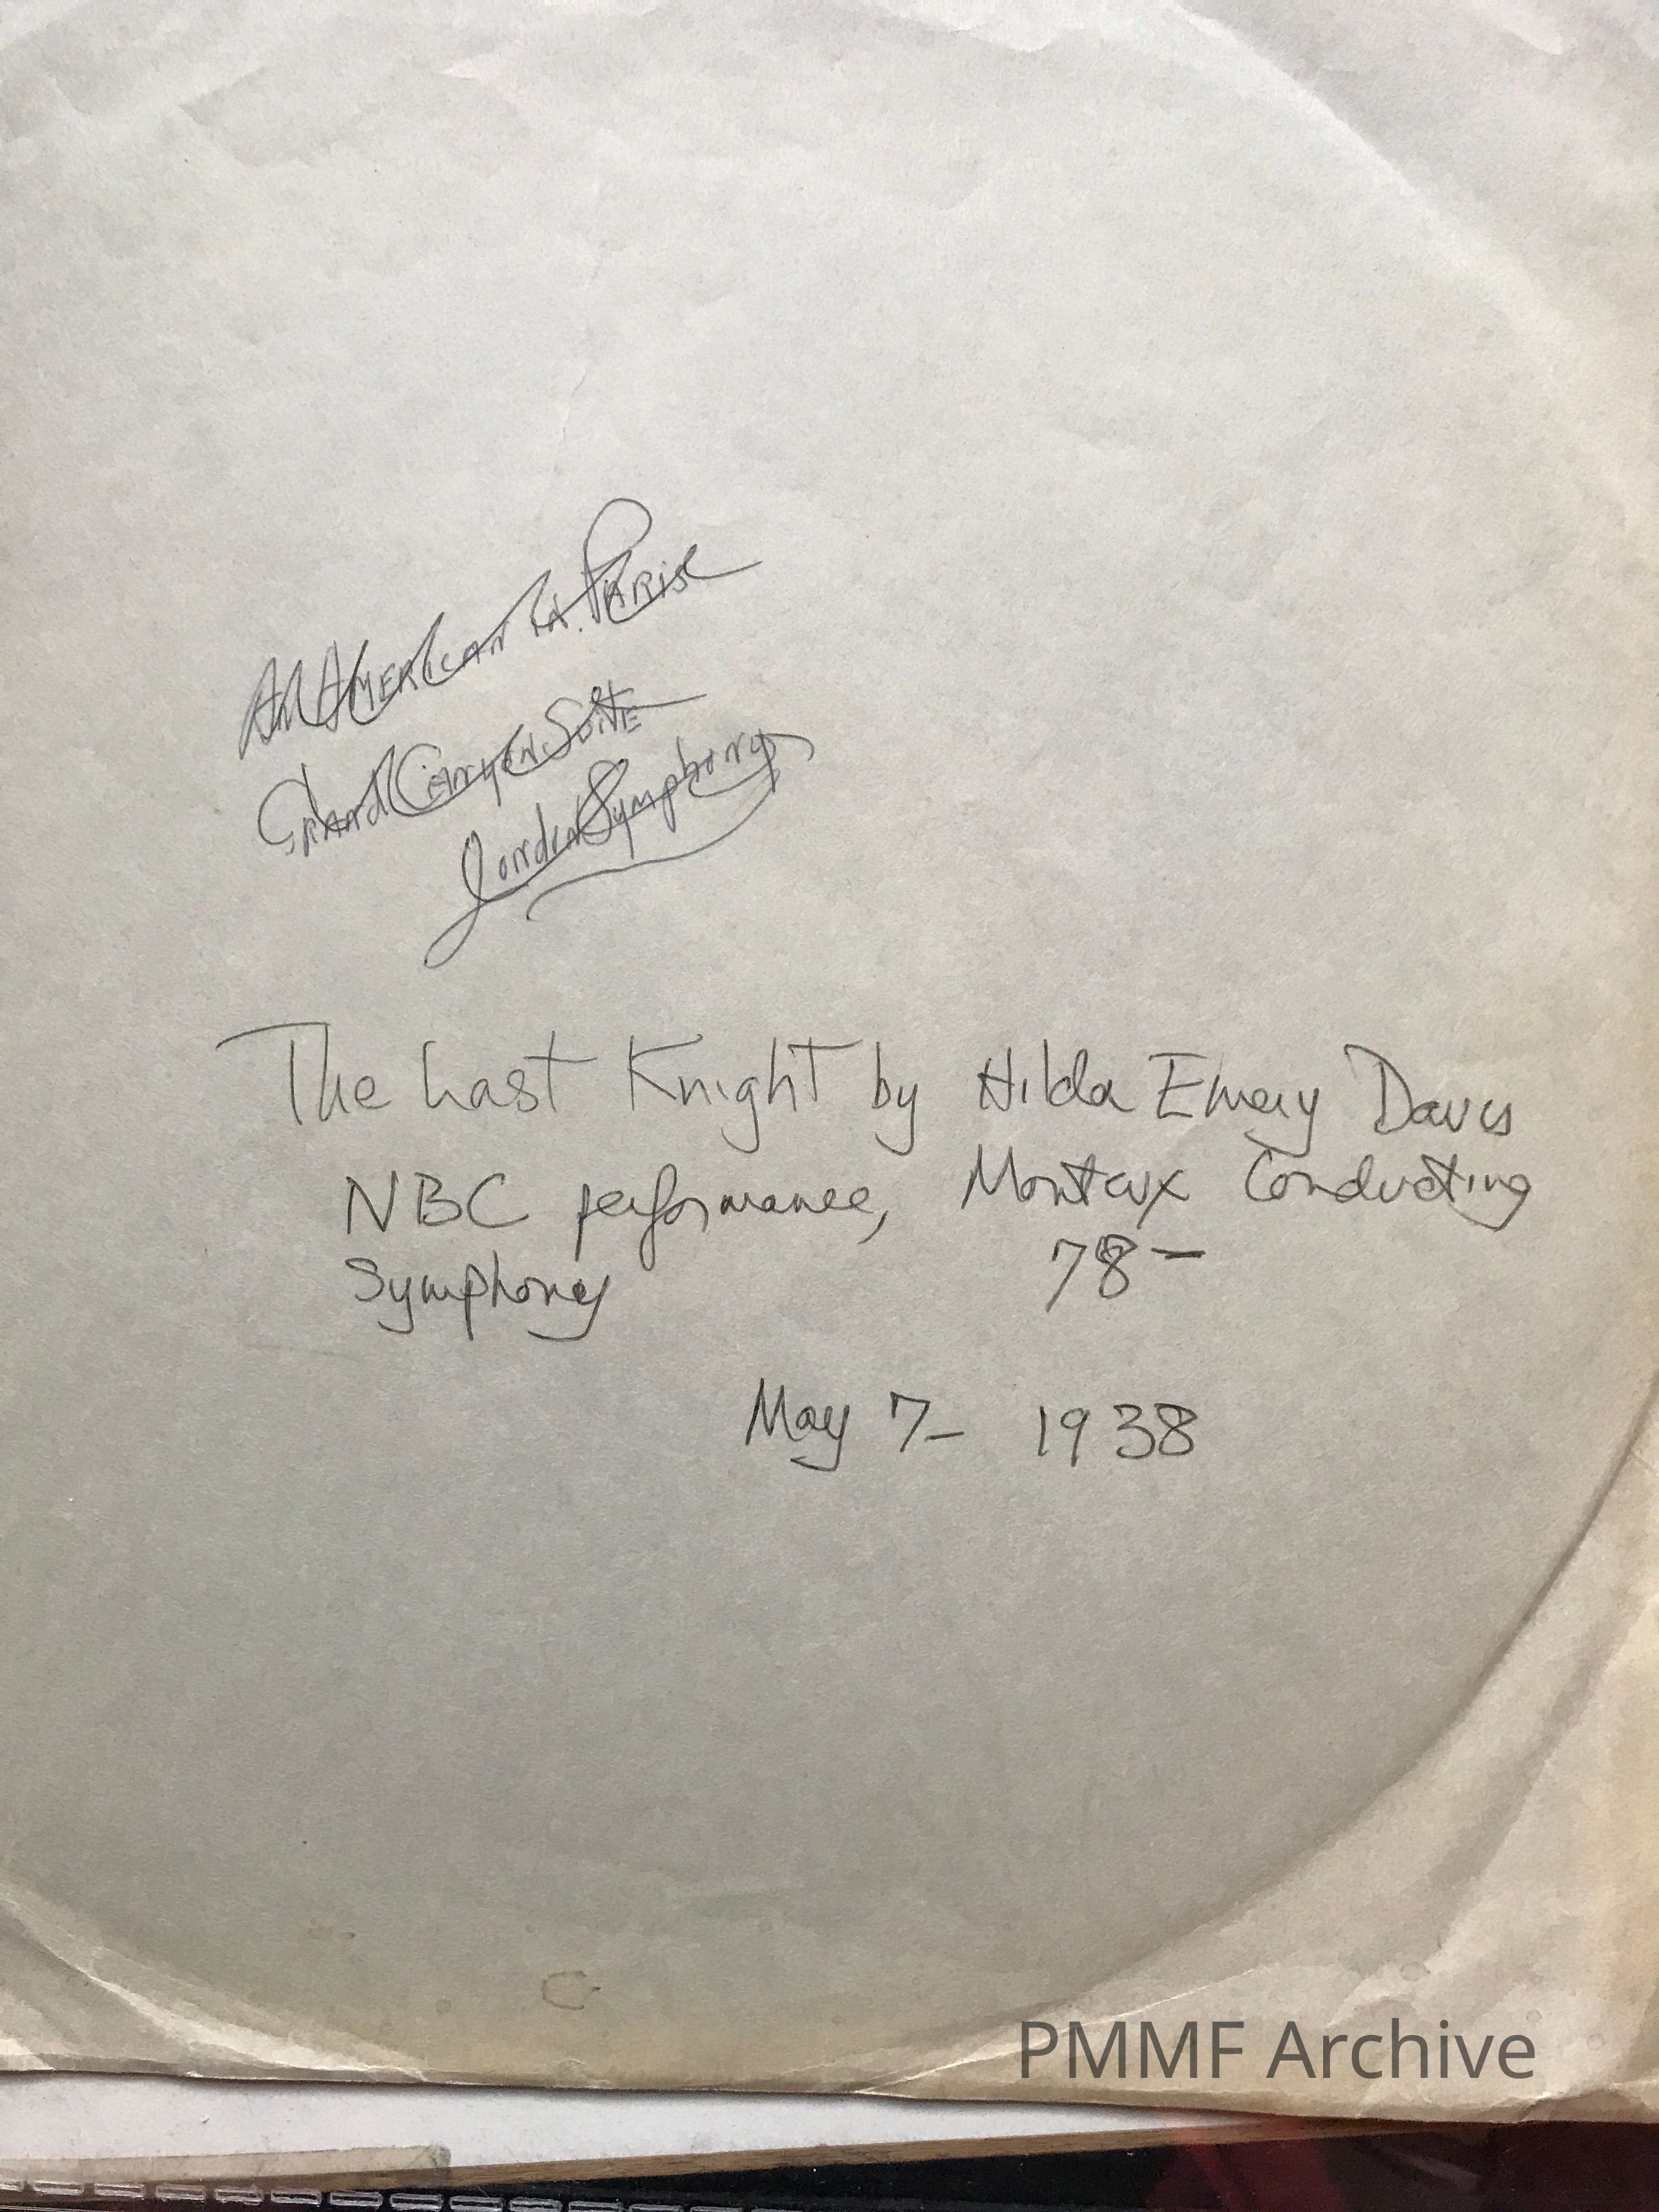 An American in Paris
Grand Canyon Suite
London Symphony
The Last Knight by Hilda Emery Davis
NBC performance, Monteux Conducting
Symphony 78-
May 7- 1938
PMMF Archive